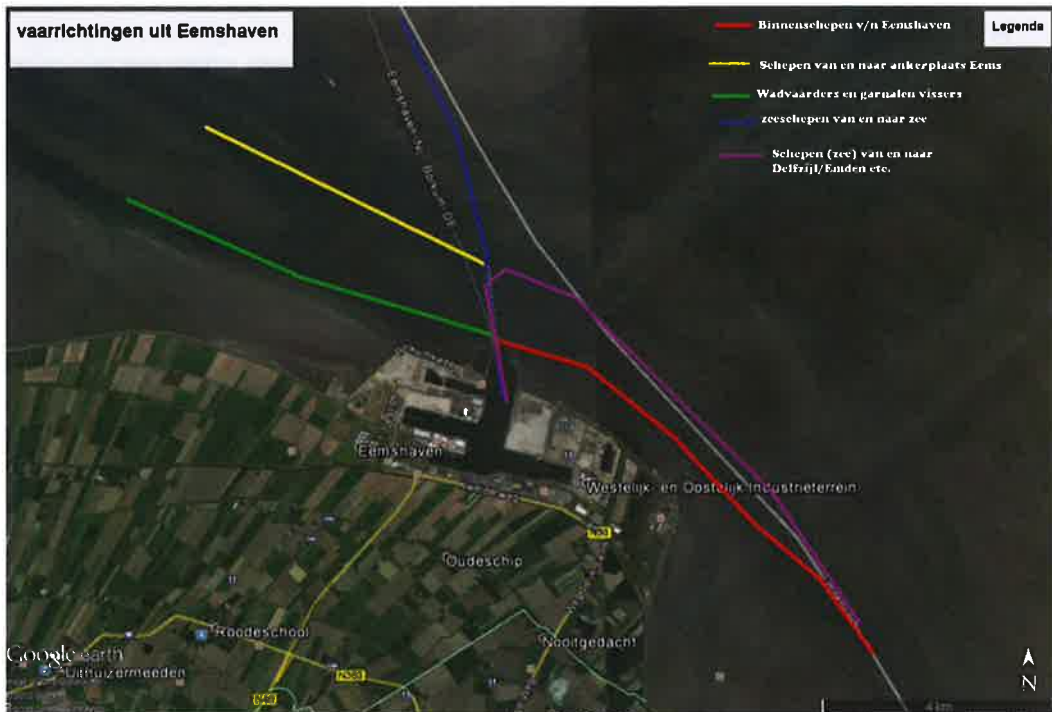 vaarrichtingen uit Eemshaven
Legenda
Binnenschepen v/n Eemshaven
Schepen van en naar ankerplaats Eems
Wadvaarders en garnalen vissers
zeeschepen van en naar zee
Schepen (zee) van en naar
Delfzijl/Emden etc.
Eemshaven
Westelijk- en Oostelijk Industrieterrein
Oudeschip
Roodeschool
Nooitgedacht
Google earth
Uithuizermeeden
N363
N